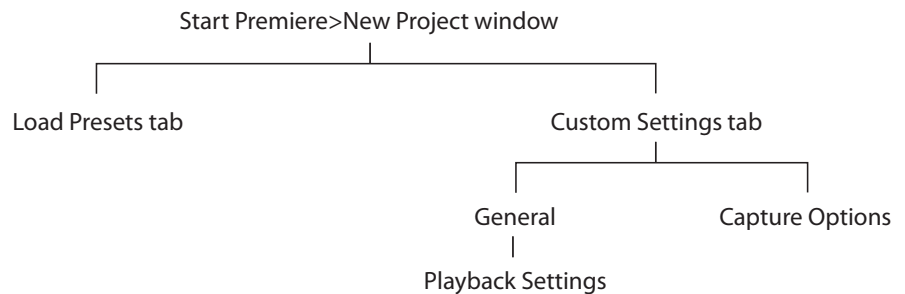 Start Premiere>New Project window
Load Presets tab
Custom Settings tab
General
Capture Options
Playback Settings